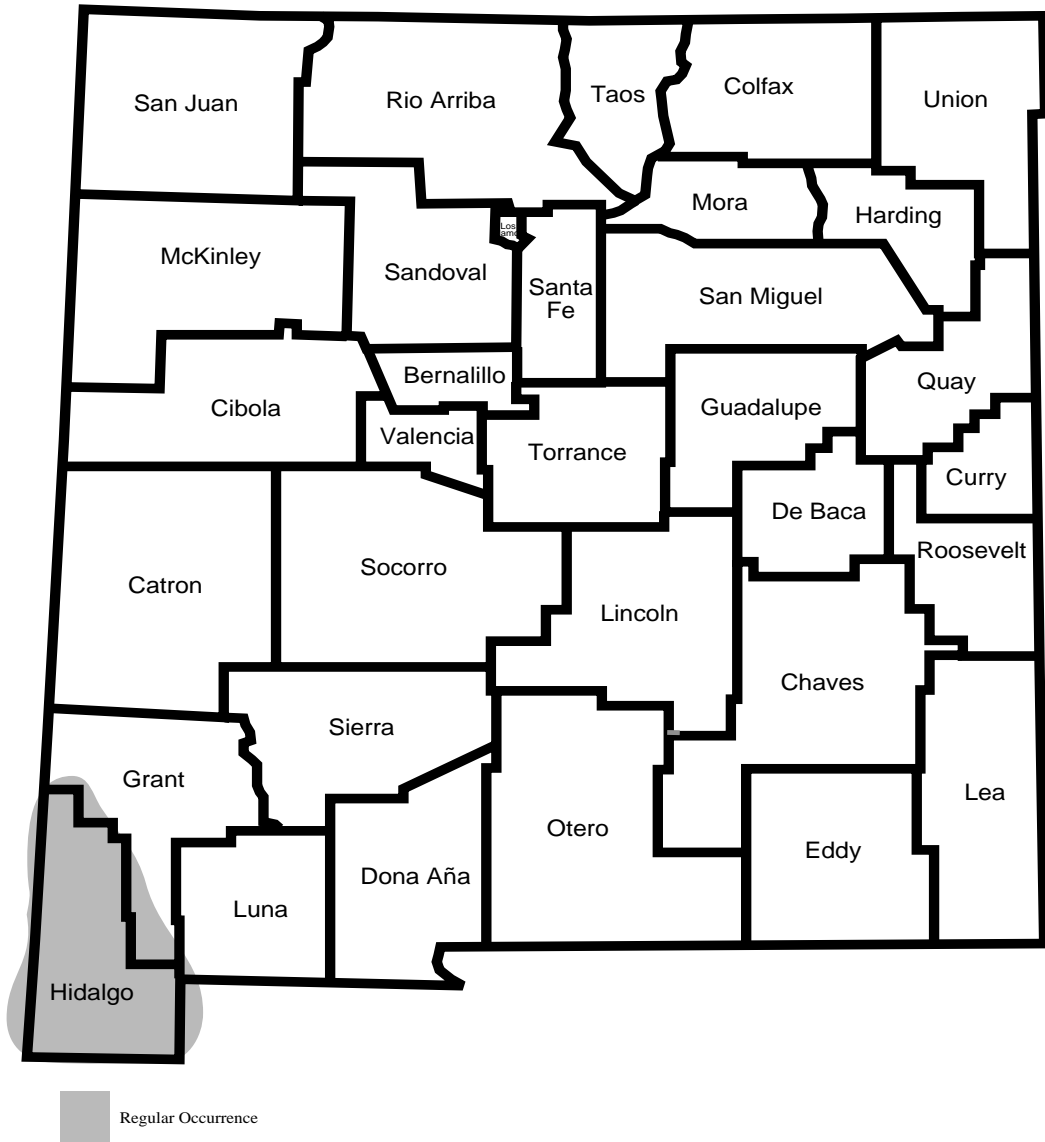 San Juan
Rio Arriba
Taos
Colfax
Union
McKinley
Sandoval
Los
Santa
Fe
Mora
Harding
San Miguel
Cibola
Bernalillo
Valencia
Torrance
Guadalupe
Quay
Curry
De Baca
Roosevelt
Catron
Socorro
Lincoln
Chaves
Sierra
Grant
Otero
Lea
Eddy
Dona Aña
Luna
Hidalgo
Regular Occurrence